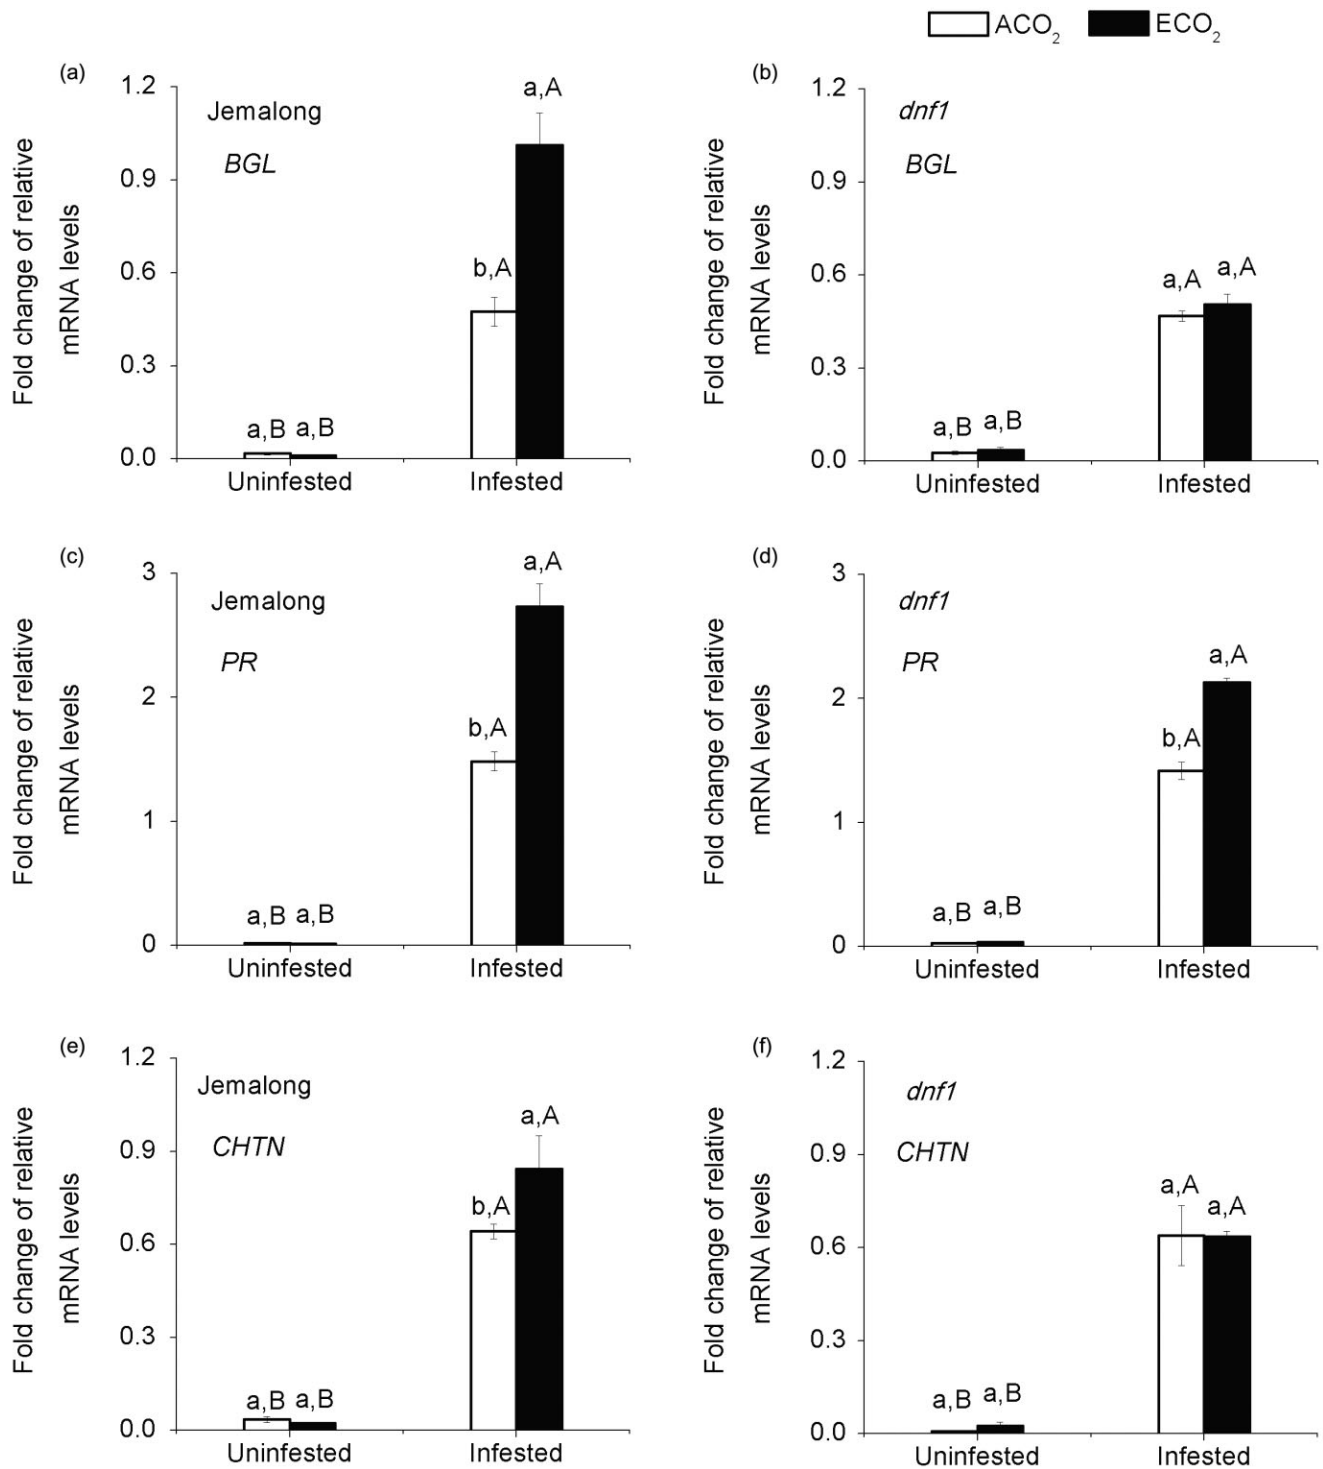 ACO2 ECO2
(a)
Fold change of relative
mRNA levels
1.2
0.9
0.6
0.3
0.0
Jemalong
BGL
a,B a,B
b,A
a,A
Uninfested Infested
(b)
Fold change of relative
mRNA levels
1.2
0.9
0.6
0.3
0.0
dnf1
BGL
a,B a,B
a,A a,A
Uninfested Infested
(c)
Fold change of relative
mRNA levels
3
2
1
0
Jemalong
PR
a,B a,B
b,A
a,A
Uninfested Infested
(d)
Fold change of relative
mRNA levels
3
2
1
0
dnf1
PR
a,B a,B
b,A
a,A
Uninfested Infested
(e)
Fold change of relative
mRNA levels
1.2
0.9
0.6
0.3
0.0
Jemalong
CHTN
a,B a,B
b,A
a,A
Uninfested Infested
(f)
Fold change of relative
mRNA levels
1.2
0.9
0.6
0.3
0.0
dnf1
CHTN
a,B a,B
a,A
a,A
Uninfested Infested